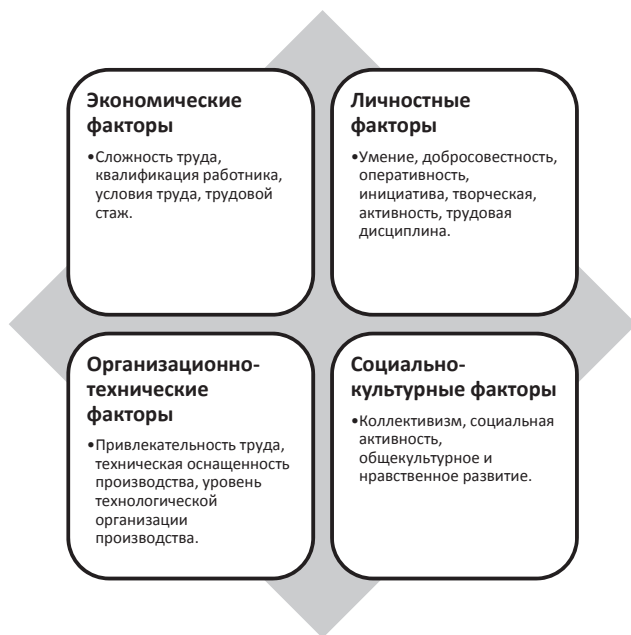 Экономические
факторы
•Сложность труда,
квалификация работника,
условия труда, трудовой
стаж.
Личностные
факторы
•Умение, добросовестность,
оперативность,
инициатива, творческая,
активность, трудовая
дисциплина.
Организационно-
технические
факторы
•Привлекательность труда,
техническая оснащенность
производства, уровень
технологической
организации
производства.
Социально-
культурные факторы
•Коллективизм, социальная
активность,
общекультурное и
нравственное развитие.